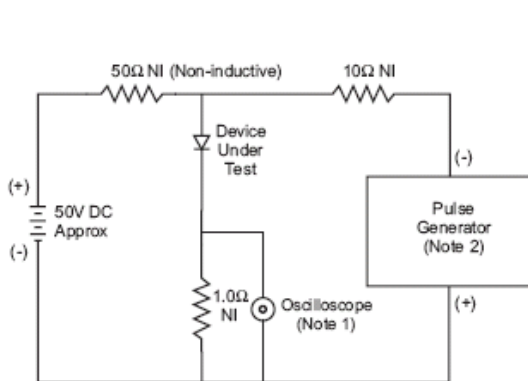 50Ω NI (Non-inductive)
10Ω NI
Device
Under
Test
(+)
50V DC
Approx
(-)
(-)
Pulse
Generator
(Note 2)
(+)
1.0Ω
NI
Oscilloscope
(Note 1)